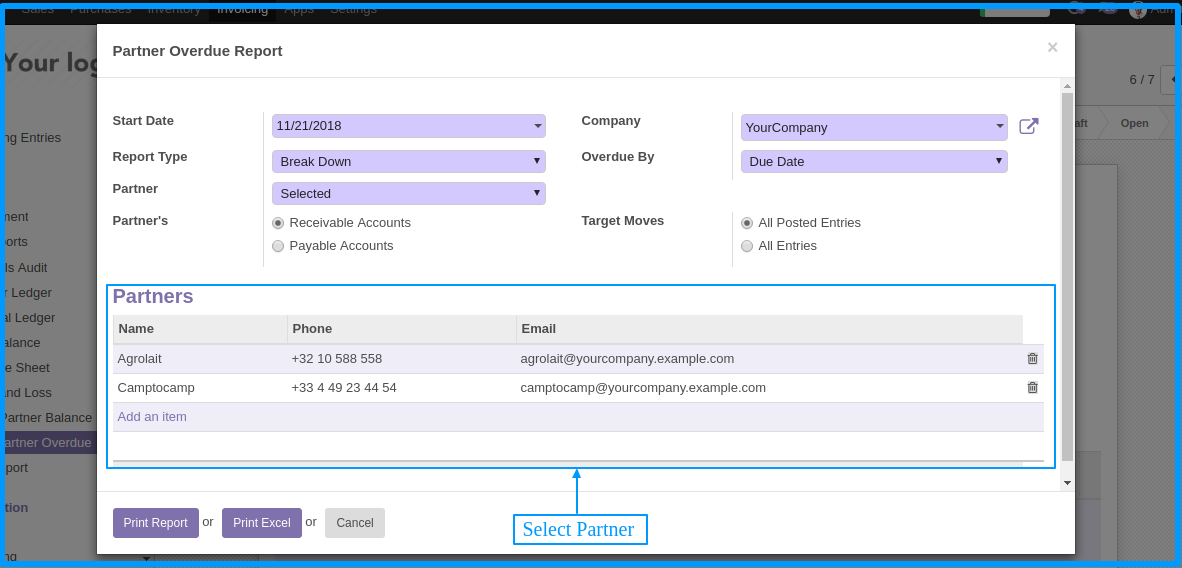 Sales Purchases Inventory Invoicing Apps Settings
Partner Overdue Report ×
Your log
6 / 7
Start Date 11/21/2018 Company YourCompany
ng Entries
aft Open
Report Type Break Down Overdue By Due Date
Partner Selected
Partner's Receivable Accounts Target Moves All Posted Entries
Payable Accounts All Entries
ment
orts
ls Audit
r Ledger
al Ledger
alance
e Sheet
and Loss
Partner Balance
artner Overdue
port
tion
ng
Partners
Name Phone Email
Agrolait +32 10 588 558 agrolait@yourcompany.example.com
Camptocamp +33 4 49 23 44 54 camptocamp@yourcompany.example.com
Add an item
Print Report or Print Excel or Cancel
Select Partner